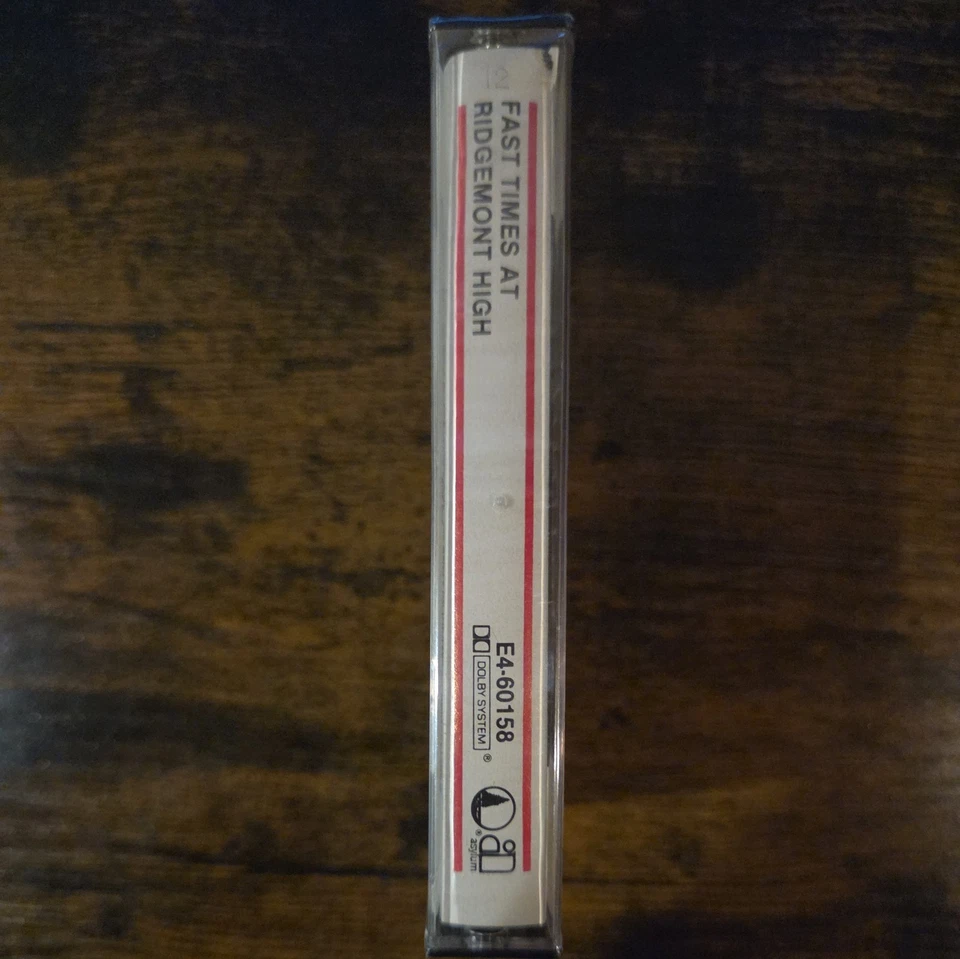 FAST TIMES AT
RIDGEMONT HIGH
E4-60158
DOLBY SYSTEM®
® asylum